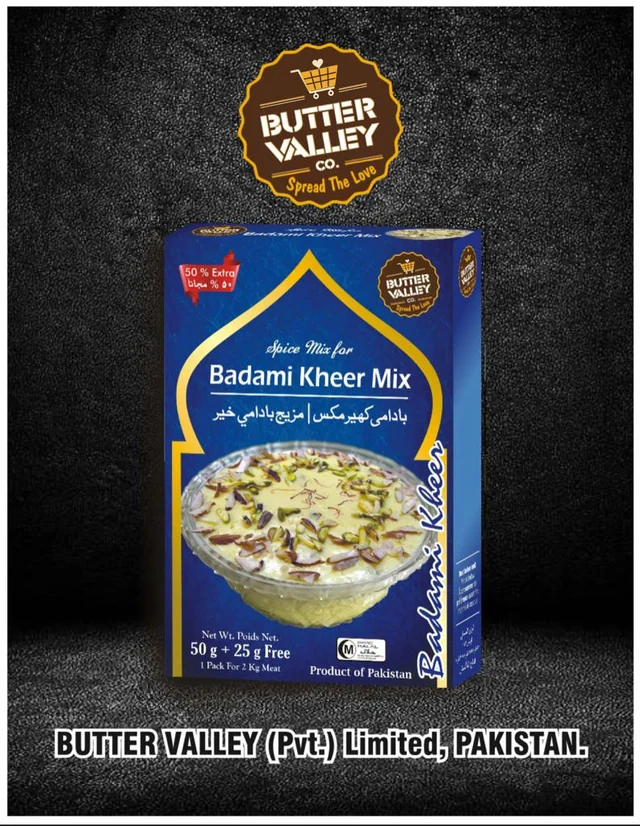 BUTTER
VALLEY
CO.
Spread The Love
Badami Kheer Mix
50 % Extra
٥٠ % مجانا
BUTTER
VALLEY
CO.
Spread The Love
Spice Mix for
Badami Kheer Mix
بادامی کھیر مکس | مزيج بادامي خير
Badami Kheer
Net Wt. Poids Net.
50 g + 25 g Free
1 Pack For 2 Kg Meat
M
Product of Pakistan
BUTTER VALLEY (Pvt.) Limited, PAKISTAN.